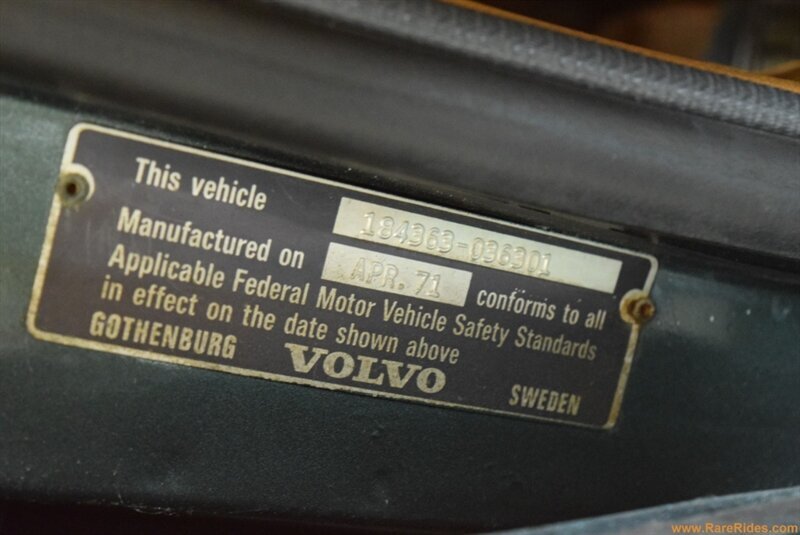 This vehicle 184363-036301
Manufactured on APR. 71 conforms to all
Applicable Federal Motor Vehicle Safety Standards
in effect on the date shown above
GOTHENBURG VOLVO SWEDEN
www.RareRides.com